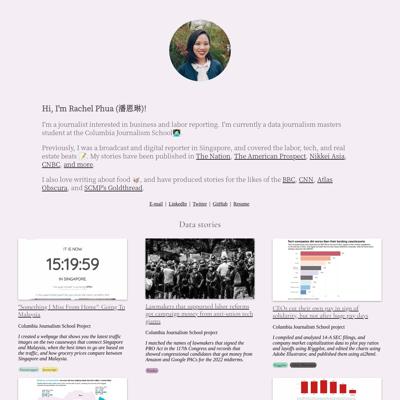 Hi, I'm Rachel Phua (潘恩琳)!
I'm a journalist interested in business and labor reporting. I'm currently a data journalism masters
student at the Columbia Journalism School
Previously, I was a broadcast and digital reporter in Singapore, and covered the labor, tech, and real
estate beats 📝. My stories have been published in The Nation, The American Prospect, Nikkei Asia,
CNBC, and more.
I also love writing about food, and have produced stories for the likes of the BBC, CNN, Atlas
Obscura, and SCMP's Goldthread.
E-mail | LinkedIn | Twitter | GitHub | Resume
Data stories
IT IS NOW
15:19:59
IN SINGAPORE.
"Something I Miss From Home": Going To
Malaysia
Columbia Journalism School Project
I created a webpage that shows you the latest traffic
images on the two causeways that connect Singapore
and Malaysia, when the best times to go are based on
the traffic, and how grocery prices compare between
Singapore and Malaysia.
Lawmakers that supported labor reforms
got campaign money from anti-union tech
giants
Columbia Journalism School project
I matched the names of lawmakers that signed the
PRO Act in the 117th Congress and records that
showed congressional candidates that got money from
Amazon and Google PACs for the 2022 midterms.
Tech companies did worse than their lending counterparts
CEOs cut their own pay in sign of
solidarity, but not after huge pay days
Columbia Journalism School project
I compiled and analyzed 14-A SEC filings, and
company market capitalisation data to plot pay ratios
and layoffs using R/ggplot, and edited the charts using
Adobe Illustrator, and published them using ai2html.